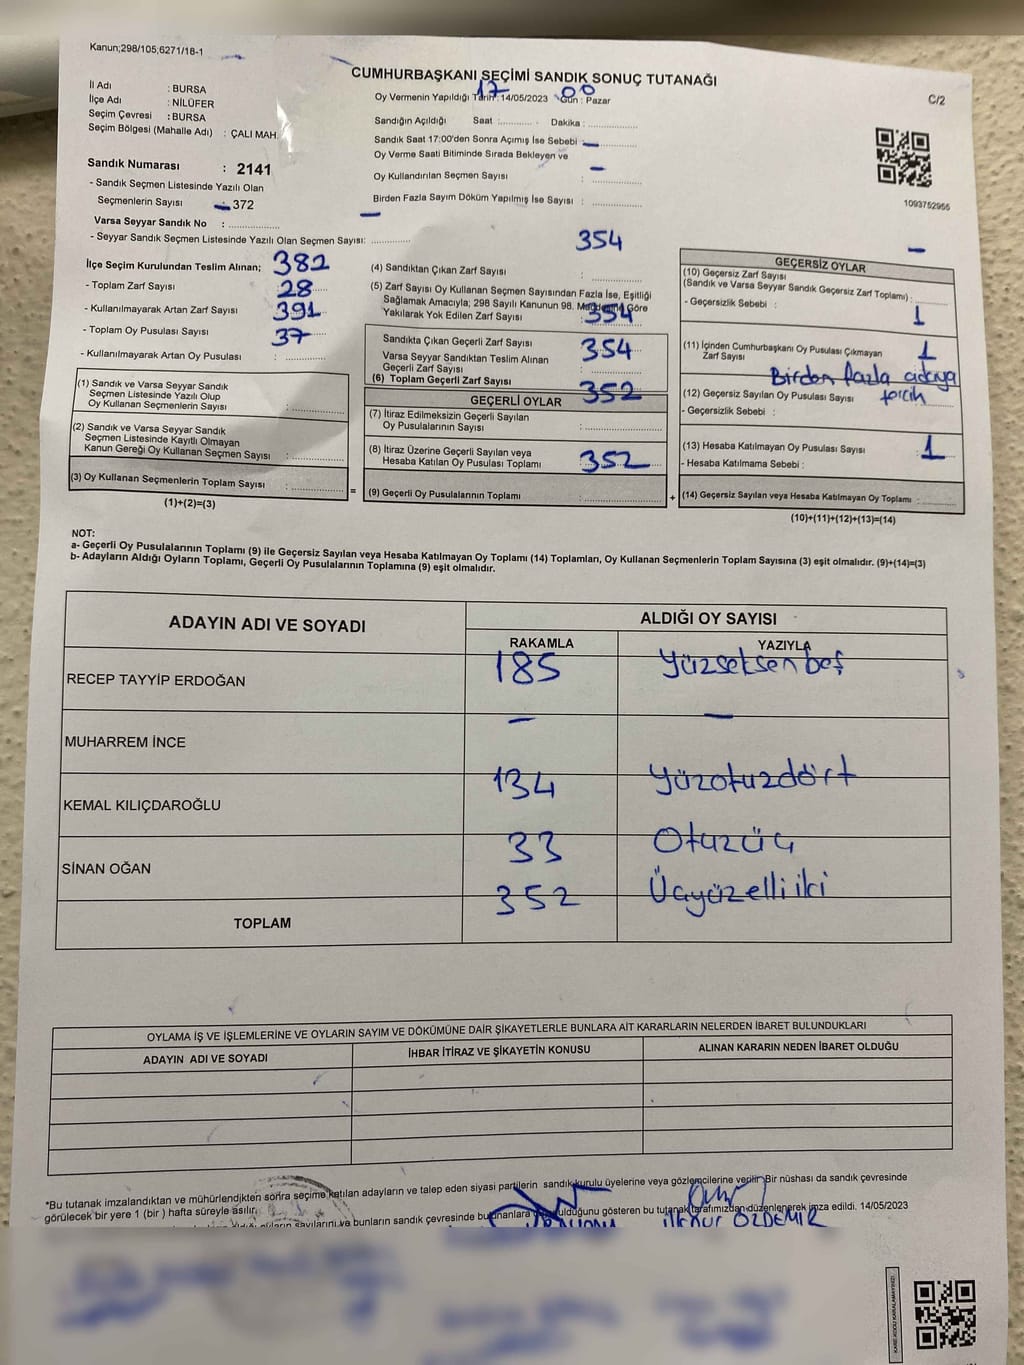 Kanun;298/105;6271/18-1
CUMHURBAŞKANI SEÇİMİ SANDIK SONUÇ TUTANAĞI
C/2
İl Adı : BURSA
İlçe Adı : NİLÜFER
Seçim Çevresi : BURSA
Seçim Bölgesi (Mahalle Adı) : ÇALI MAH.
Sandık Numarası : 2141
- Sandık Seçmen Listesinde Yazılı Olan
Seçmenlerin Sayısı : 372
Varsa Seyyar Sandık No :
- Seyyar Sandık Seçmen Listesinde Yazılı Olan Seçmen Sayısı:
Oy Vermenin Yapıldığı Tarih : 14/05/2023 Gün : Pazar
17 00
Sandığın Açıldığı Saat : Dakika :
Sandık Saat 17:00'den Sonra Açımış İse Sebebi : -
Oy Verme Saati Bitiminde Sırada Bekleyen ve
Oy Kullandırılan Seçmen Sayısı : -
Birden Fazla Sayım Döküm Yapılmış İse Sayısı :
1093752955
İlçe Seçim Kurulundan Teslim Alınan; 382
- Toplam Zarf Sayısı : 28
- Kullanılmayarak Artan Zarf Sayısı : 391
- Toplam Oy Pusulası Sayısı : 37
- Kullanılmayarak Artan Oy Pusulası :
(1) Sandık ve Varsa Seyyar Sandık
Seçmen Listesinde Yazılı Olup
Oy Kullanan Seçmenlerin Sayısı :
(2) Sandık ve Varsa Seyyar Sandık
Seçmen Listesinde Kayıtlı Olmayan
Kanun Gereği Oy Kullanan Seçmen Sayısı :
(3) Oy Kullanan Seçmenlerin Toplam Sayısı :
(1)+(2)=(3)
354
(4) Sandıktan Çıkan Zarf Sayısı :
(5) Zarf Sayısı Oy Kullanan Seçmen Sayısından Fazla İse, Eşitliği
Sağlamak Amacıyla; 298 Sayılı Kanunun 98. Maddesine Göre
Yakılarak Yok Edilen Zarf Sayısı : 354
Sandıkta Çıkan Geçerli Zarf Sayısı : 354
Varsa Seyyar Sandıktan Teslim Alınan
Geçerli Zarf Sayısı :
(6) Toplam Geçerli Zarf Sayısı : 352
GEÇERLİ OYLAR
(7) İtiraz Edilmeksizin Geçerli Sayılan
Oy Pusulalarının Sayısı :
(8) İtiraz Üzerine Geçerli Sayılan veya
Hesaba Katılan Oy Pusulası Toplamı : 352
= (9) Geçerli Oy Pusulalarının Toplamı :
-
GEÇERSİZ OYLAR
(10) Geçersiz Zarf Sayısı
(Sandık ve Varsa Seyyar Sandık Geçersiz Zarf Toplamı) :
- Geçersizlik Sebebi : 1
(11) İçinden Cumhurbaşkanı Oy Pusulası Çıkmayan
Zarf Sayısı : 1
Birden fazla adaya
tercih
(12) Geçersiz Sayılan Oy Pusulası Sayısı
- Geçersizlik Sebebi :
(13) Hesaba Katılmayan Oy Pusulası Sayısı : 1
- Hesaba Katılmama Sebebi :
+ (14) Geçersiz Sayılan veya Hesaba Katılmayan Oy Toplamı :
(10)+(11)+(12)+(13)=(14)
NOT:
a- Geçerli Oy Pusulalarının Toplamı (9) ile Geçersiz Sayılan veya Hesaba Katılmayan Oy Toplamı (14) Toplamları, Oy Kullanan Seçmenlerin Toplam Sayısına (3) eşit olmalıdır. (9)+(14)=(3)
b- Adayların Aldığı Oyların Toplamı, Geçerli Oy Pusulalarının Toplamına (9) eşit olmalıdır.
ADAYIN ADI VE SOYADI ALDIĞI OY SAYISI
RAKAMLA YAZIYLA
RECEP TAYYİP ERDOĞAN 185 Yüzseksenbeş
MUHARREM İNCE - -
KEMAL KILIÇDAROĞLU 134 Yüzotuzdört
SİNAN OĞAN 33 Otuzüç
TOPLAM 352 Üçyüzelliiki
OYLAMA İŞ VE İŞLEMLERİNE VE OYLARIN SAYIM VE DÖKÜMÜNE DAİR ŞİKAYETLERLE BUNLARA AİT KARARLARIN NELERDEN İBARET BULUNDUKLARI
ADAYIN ADI VE SOYADI İHBAR İTİRAZ VE ŞİKAYETİN KONUSU ALINAN KARARIN NEDEN İBARET OLDUĞU
*Bu tutanak imzalandıktan ve mühürlendikten sonra seçime katılan adayların ve talep eden siyasi partilerin sandık kurulu üyelerine veya gözlemcilerine verilir. Bir nüshası da sandık çevresinde
görülecek bir yere 1 (bir ) hafta süreyle asılır.
sayılarını ve bunların sandık çevresinde bulunanlara olduğunu gösteren bu tutanak tarafımızdan düzenlenerek imza edildi. 14/05/2023
İlknur ÖZDEMİR